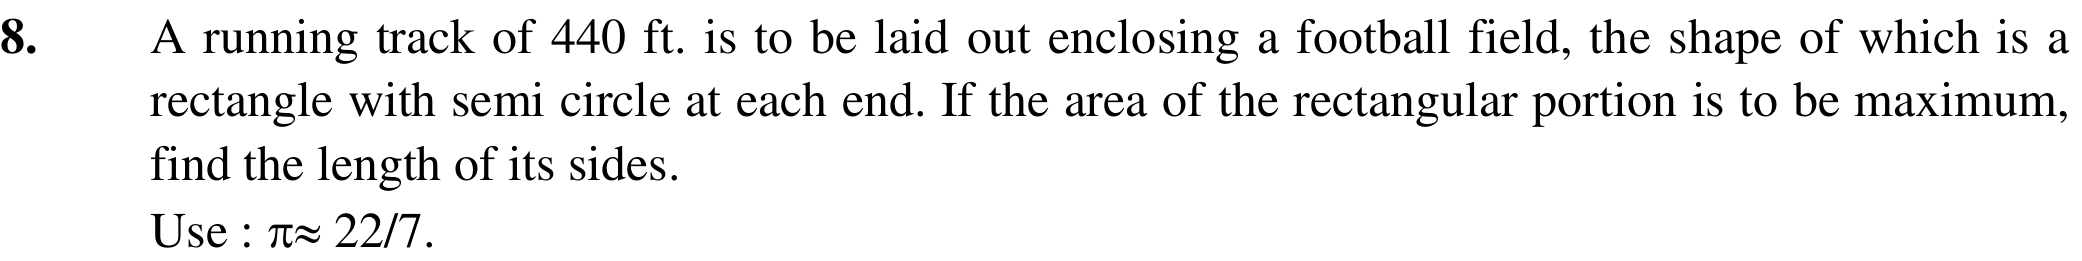 8. A running track of 440 ft. is to be laid out enclosing a football field, the shape of which is a
rectangle with semi circle at each end. If the area of the rectangular portion is to be maximum,
find the length of its sides.
Use : π≈ 22/7.